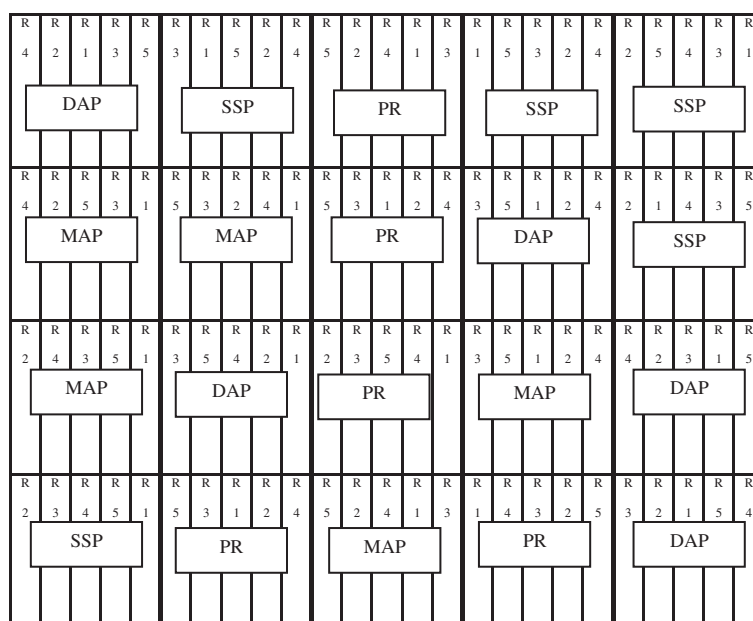 R R R R R R R R R R R R R R R R R R R R R R R R R
4 2 1 3 5 3 1 5 2 4 5 2 4 1 3 1 5 3 2 4 2 5 4 3 1
DAP SSP PR SSP SSP
R R R R R R R R R R R R R R R R R R R R R R R R R
4 2 5 3 1 5 3 2 4 1 5 3 1 2 4 3 5 1 2 4 2 1 4 3 5
MAP MAP PR DAP SSP
R R R R R R R R R R R R R R R R R R R R R R R R R
2 4 3 5 1 3 5 4 2 1 2 3 5 4 1 3 5 1 2 4 4 2 3 1 5
MAP DAP PR MAP DAP
R R R R R R R R R R R R R R R R R R R R R R R R R
2 3 4 5 1 5 3 1 2 4 5 2 4 1 3 1 4 3 2 5 3 2 1 5 4
SSP PR MAP PR DAP